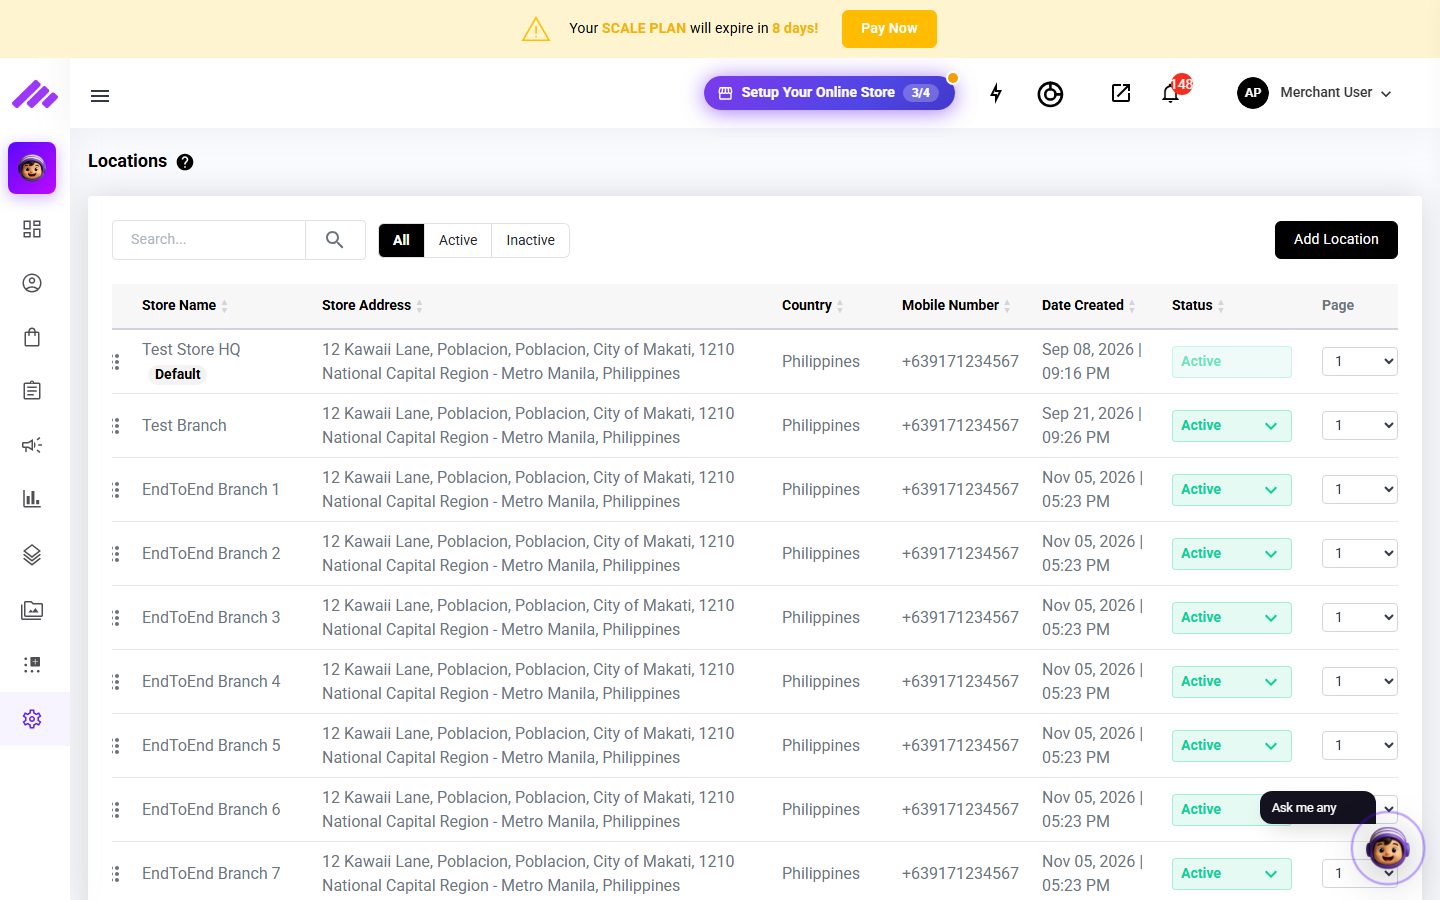 Your SCALE PLAN will expire in 8 days!
Pay Now
Setup Your Online Store 3/4
148
AP
Merchant User
Locations
Search...
All
Active
Inactive
Add Location
Store Name
Store Address
Country
Mobile Number
Date Created
Status
Page
Test Store HQ
Default
12 Kawaii Lane, Poblacion, Poblacion, City of Makati, 1210
National Capital Region - Metro Manila, Philippines
Philippines
+639171234567
Sep 08, 2026 |
09:16 PM
Active
1
Test Branch
12 Kawaii Lane, Poblacion, Poblacion, City of Makati, 1210
National Capital Region - Metro Manila, Philippines
Philippines
+639171234567
Sep 21, 2026 |
09:26 PM
Active
1
EndToEnd Branch 1
12 Kawaii Lane, Poblacion, Poblacion, City of Makati, 1210
National Capital Region - Metro Manila, Philippines
Philippines
+639171234567
Nov 05, 2026 |
05:23 PM
Active
1
EndToEnd Branch 2
12 Kawaii Lane, Poblacion, Poblacion, City of Makati, 1210
National Capital Region - Metro Manila, Philippines
Philippines
+639171234567
Nov 05, 2026 |
05:23 PM
Active
1
EndToEnd Branch 3
12 Kawaii Lane, Poblacion, Poblacion, City of Makati, 1210
National Capital Region - Metro Manila, Philippines
Philippines
+639171234567
Nov 05, 2026 |
05:23 PM
Active
1
EndToEnd Branch 4
12 Kawaii Lane, Poblacion, Poblacion, City of Makati, 1210
National Capital Region - Metro Manila, Philippines
Philippines
+639171234567
Nov 05, 2026 |
05:23 PM
Active
1
EndToEnd Branch 5
12 Kawaii Lane, Poblacion, Poblacion, City of Makati, 1210
National Capital Region - Metro Manila, Philippines
Philippines
+639171234567
Nov 05, 2026 |
05:23 PM
Active
1
EndToEnd Branch 6
12 Kawaii Lane, Poblacion, Poblacion, City of Makati, 1210
National Capital Region - Metro Manila, Philippines
Philippines
+639171234567
Nov 05, 2026 |
05:23 PM
Active
Ask me any
EndToEnd Branch 7
12 Kawaii Lane, Poblacion, Poblacion, City of Makati, 1210
National Capital Region - Metro Manila, Philippines
Philippines
+639171234567
Nov 05, 2026 |
05:23 PM
Active
1